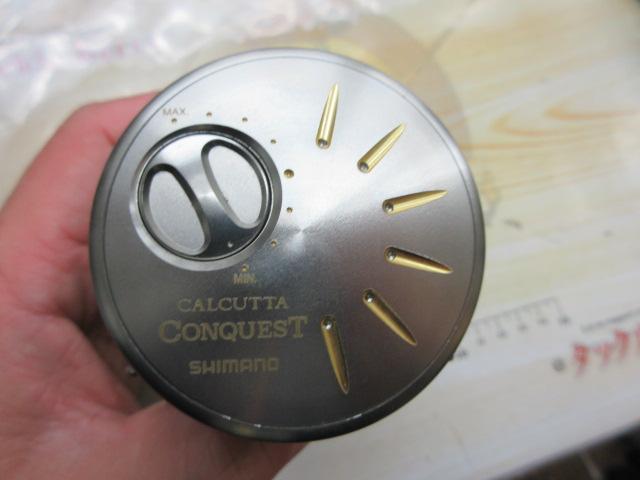 MAX.
MIN.
CALCUTTA
CONQUEST
SHIMANO